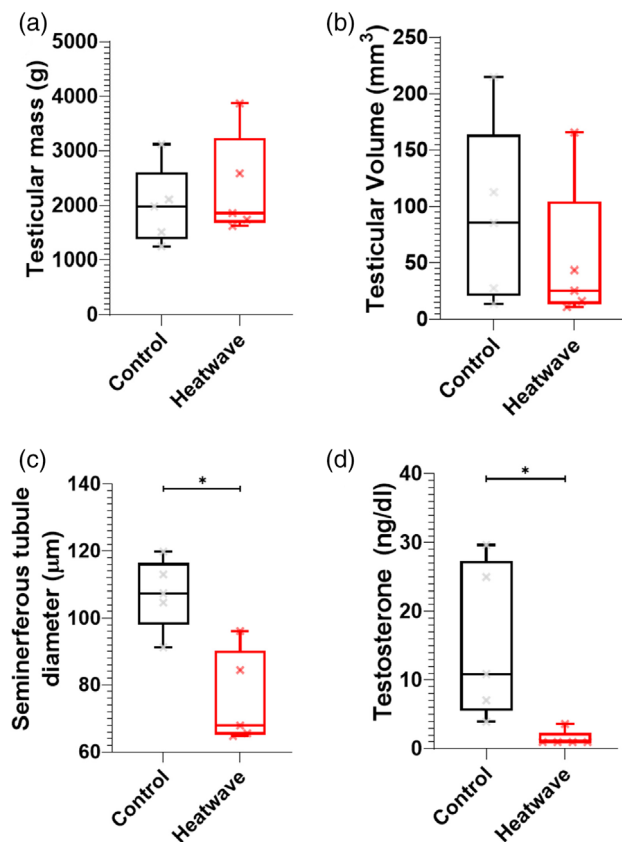 (a)
Testicular mass (g)
5000
4000
3000
2000
1000
0
Control
Heatwave
(b)
Testicular Volume (mm³)
250
200
150
100
50
0
Control
Heatwave
(c)
Seminerferous tubule
diameter (μm)
140
120
100
80
60
*
Control
Heatwave
(d)
Testosterone (ng/dl)
40
30
20
10
0
*
Control
Heatwave